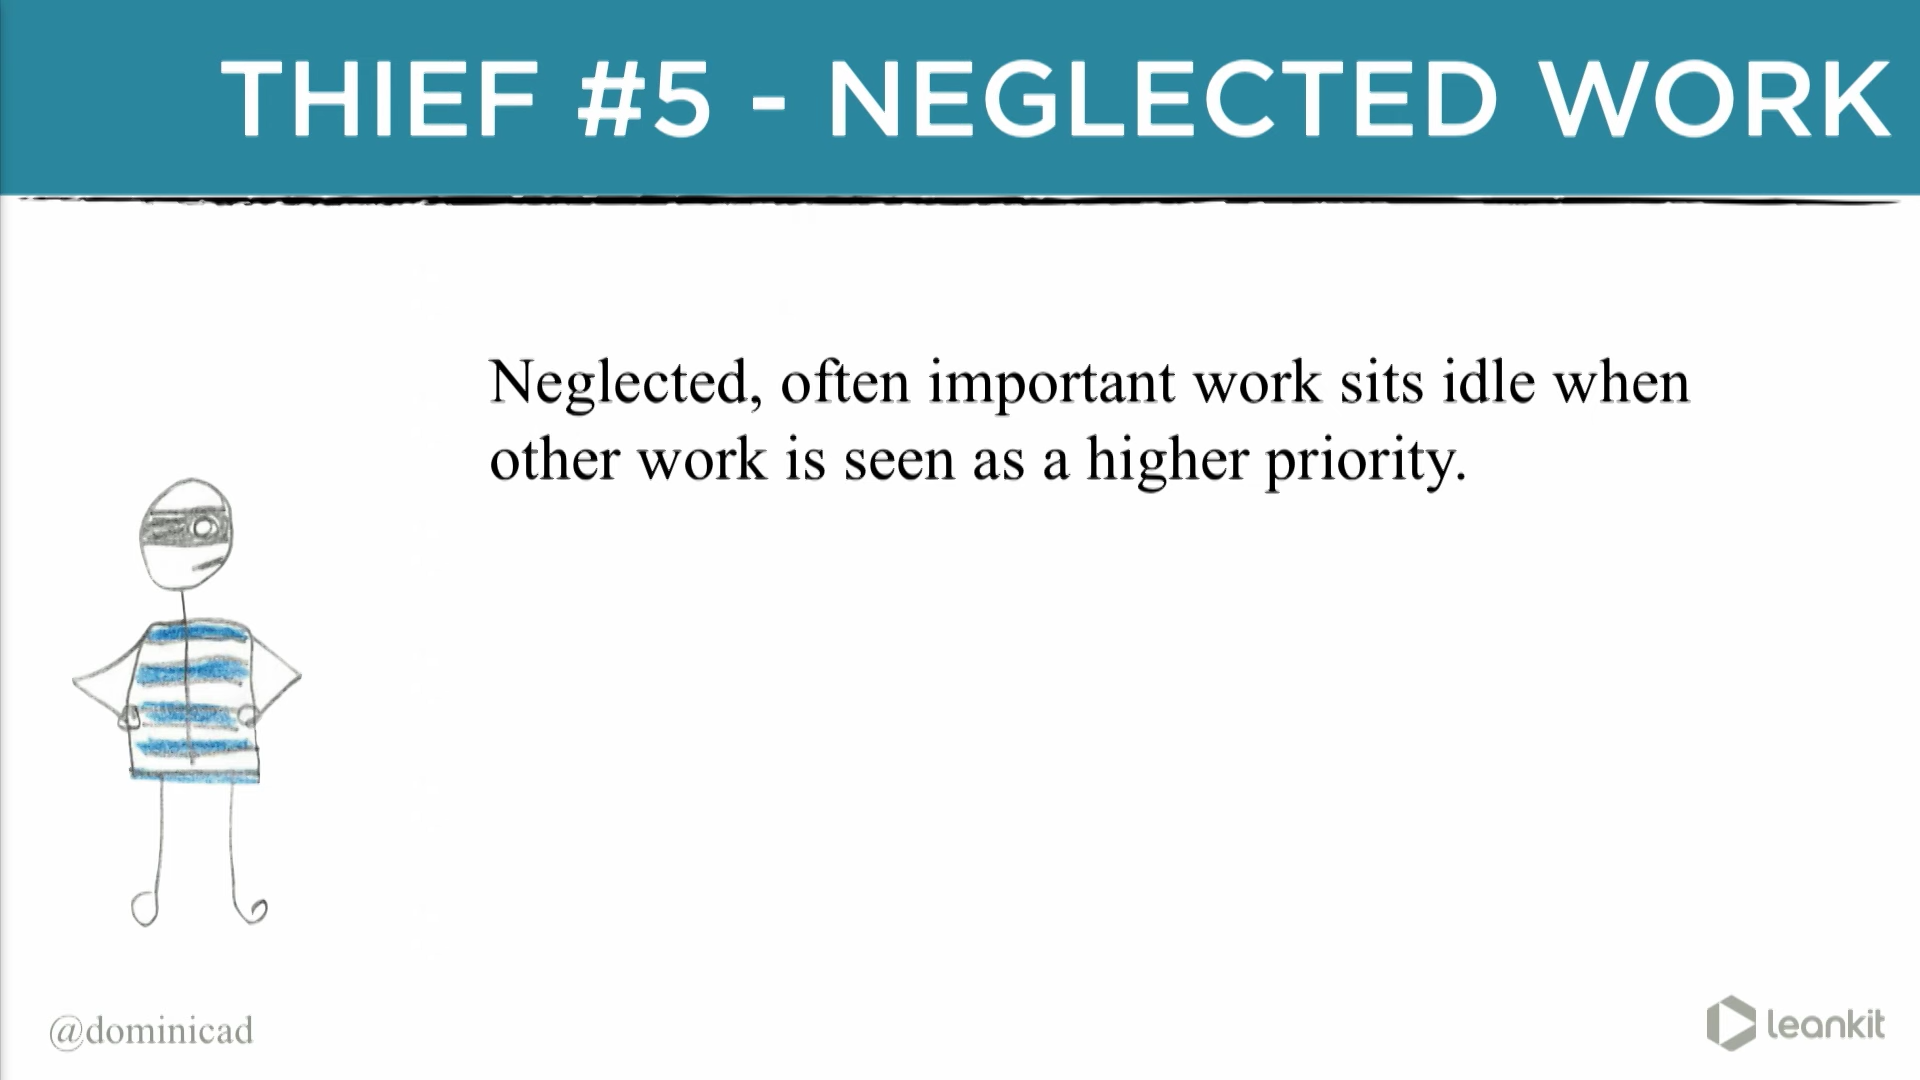 THIEF #5 - NEGLECTED WORK
Neglected, often important work sits idle when
other work is seen as a higher priority.
@dominicad
leankit